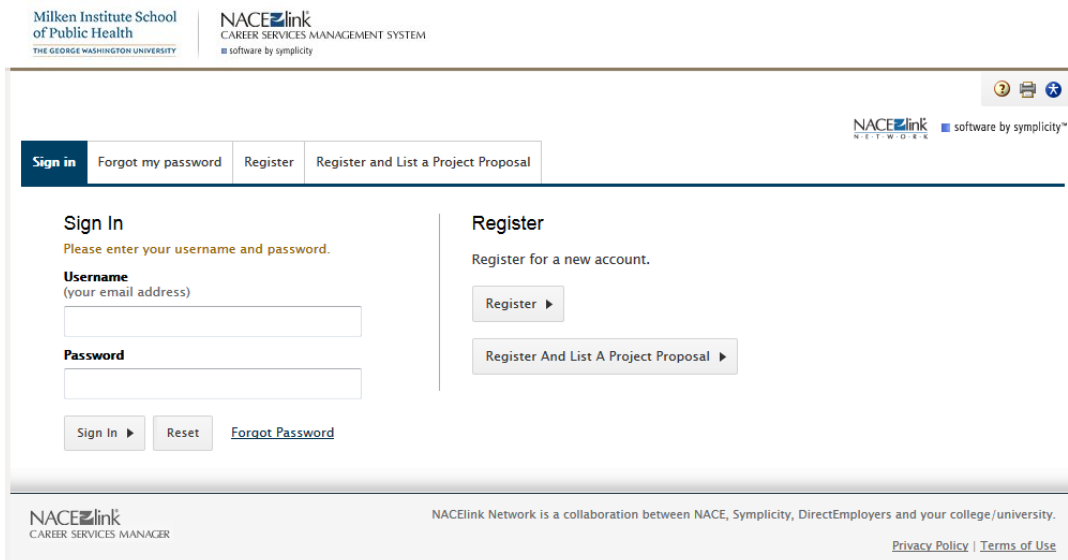 Milken Institute School
of Public Health
THE GEORGE WASHINGTON UNIVERSITY
NACElink
CAREER SERVICES MANAGEMENT SYSTEM
software by symplicity
NACElink
N·E·T·W·O·R·K
software by symplicity™
Sign in
Forgot my password
Register
Register and List a Project Proposal
Sign In
Please enter your username and password.
Username
(your email address)
Password
Sign In
Reset
Forgot Password
Register
Register for a new account.
Register
Register And List A Project Proposal
NACElink
CAREER SERVICES MANAGER
NACElink Network is a collaboration between NACE, Symplicity, DirectEmployers and your college/university.
Privacy Policy | Terms of Use